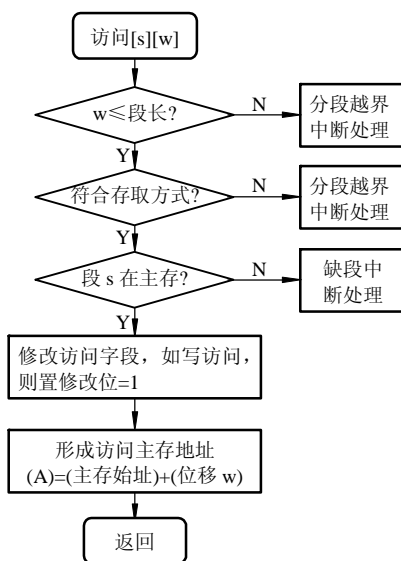 访问[s][w]
w≤段长?
N
分段越界
中断处理
Y
符合存取方式?
N
分段越界
中断处理
Y
段 s 在主存?
N
缺段中
断处理
Y
修改访问字段，如写访问，
则置修改位=1
形成访问主存地址
(A)=(主存始址)+(位移 w)
返回